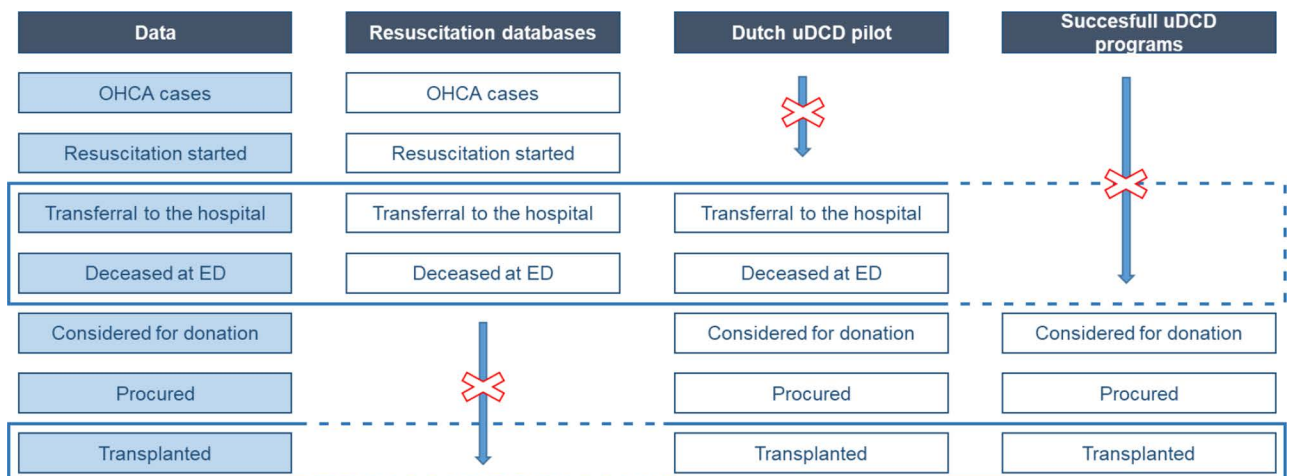 Data
Resuscitation databases
Dutch uDCD pilot
Succesfull uDCD
programs
OHCA cases
OHCA cases
Resuscitation started
Resuscitation started
Transferral to the hospital
Transferral to the hospital
Transferral to the hospital
Deceased at ED
Deceased at ED
Deceased at ED
Considered for donation
Considered for donation
Considered for donation
Procured
Procured
Procured
Transplanted
Transplanted
Transplanted